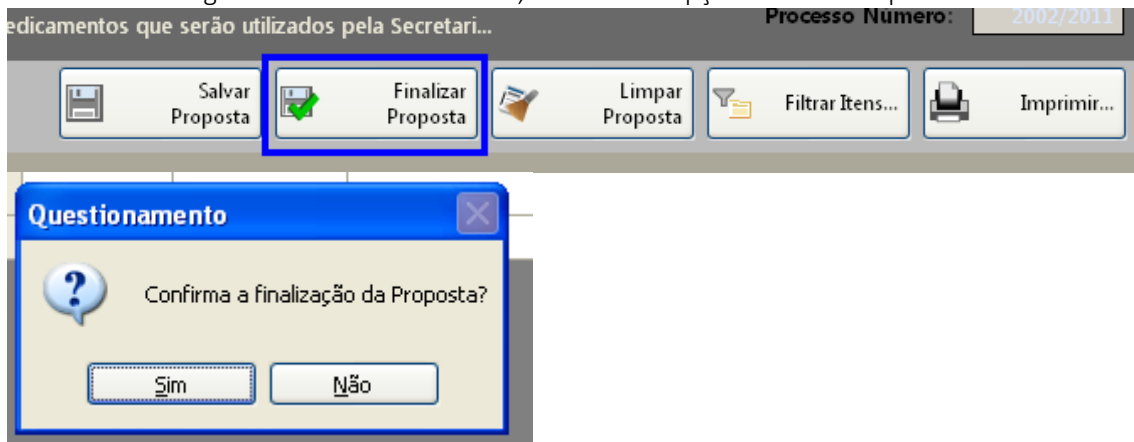 edicamentos que serão utilizados pela Secretari...
Processo Número: 2002/2011
Salvar
Proposta
Finalizar
Proposta
Limpar
Proposta
Filtrar Itens...
Imprimir...
Questionamento
Confirma a finalização da Proposta?
Sim
Não